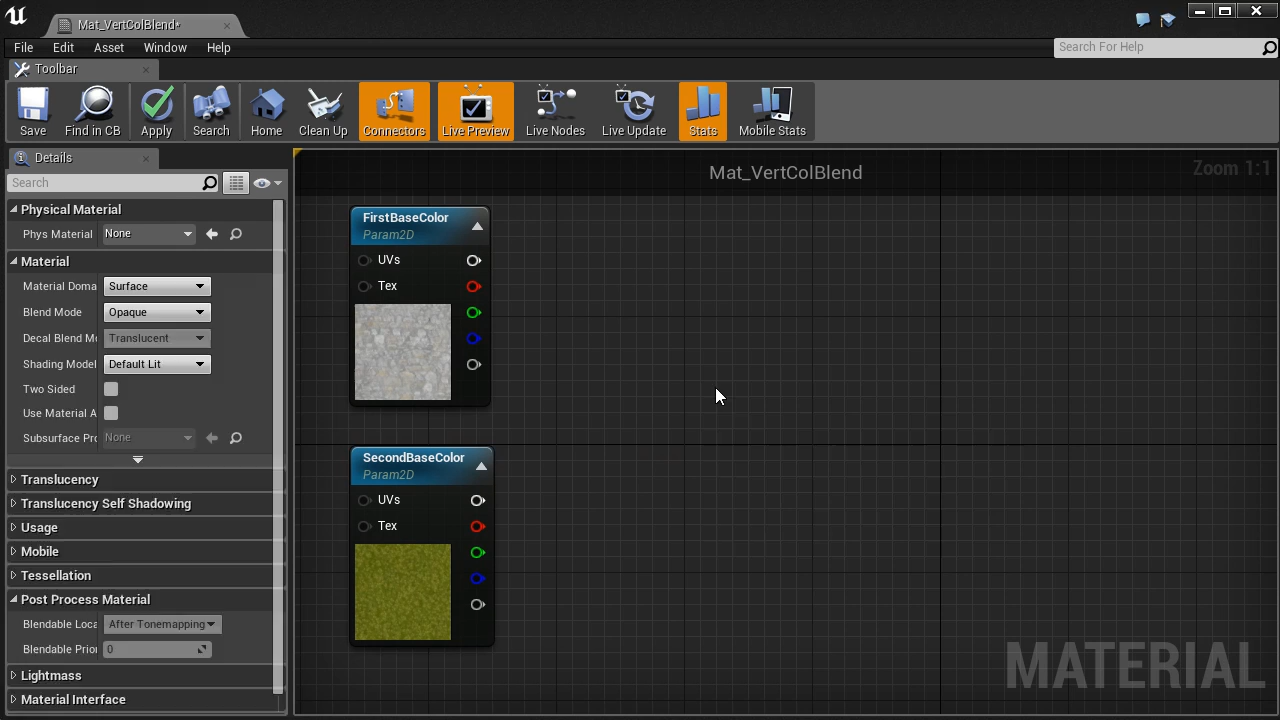 Mat_VertColBlend*
File Edit Asset Window Help
Search For Help
Toolbar
Save Find in CB Apply Search Home Clean Up Connectors Live Preview Live Nodes Live Update Stats Mobile Stats
Details
Search
Physical Material
Phys Material None
Material
Material Doma Surface
Blend Mode Opaque
Decal Blend Mo Translucent
Shading Model Default Lit
Two Sided
Use Material A
Subsurface Pro None
Translucency
Translucency Self Shadowing
Usage
Mobile
Tessellation
Post Process Material
Blendable Loca After Tonemapping
Blendable Prior 0
Lightmass
Material Interface
Mat_VertColBlend
Zoom 1:1
FirstBaseColor
Param2D
UVs
Tex
SecondBaseColor
Param2D
UVs
Tex
MATERIAL